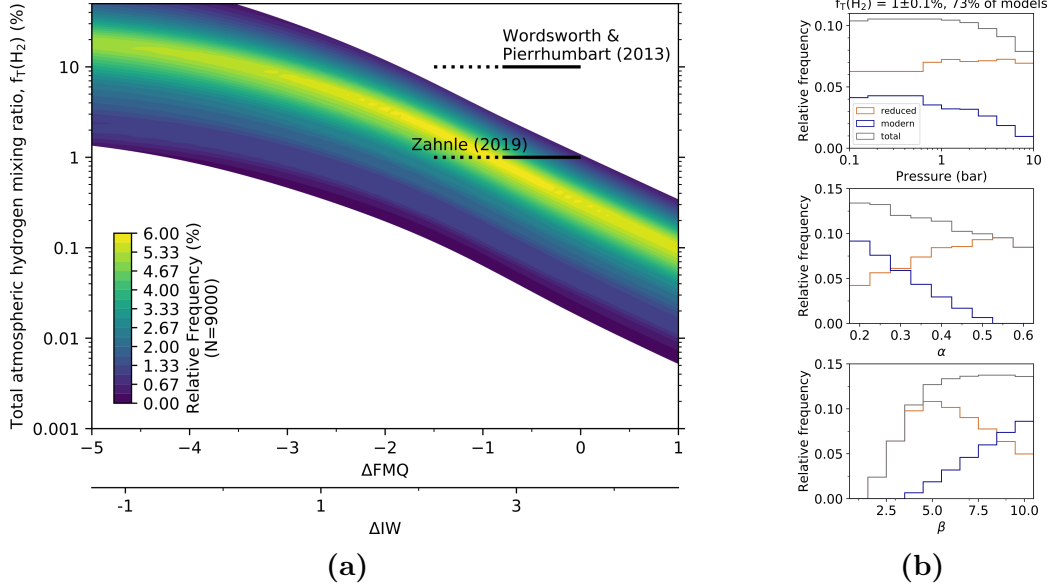 Total atmospheric hydrogen mixing ratio, f_T(H₂) (%)
10
1
0.1
0.01
0.001
Wordsworth &
Pierrhumbart (2013)
Zahnle (2019)
6.00
5.33
4.67
4.00
3.33
2.67
2.00
1.33
0.67
0.00
Relative Frequency (%)
(N=9000)
−5 −4 −3 −2 −1 0 1
ΔFMQ
-1 1 3
ΔIW
(a)
f_T(H₂) = 1±0.1%, 73% of models
Relative frequency
0.10
0.05
0.00
reduced
modern
total
0.1 1 10
Pressure (bar)
Relative frequency
0.15
0.10
0.05
0.00
0.2 0.3 0.4 0.5 0.6
α
Relative frequency
0.15
0.10
0.05
0.00
2.5 5.0 7.5 10.0
β
(b)